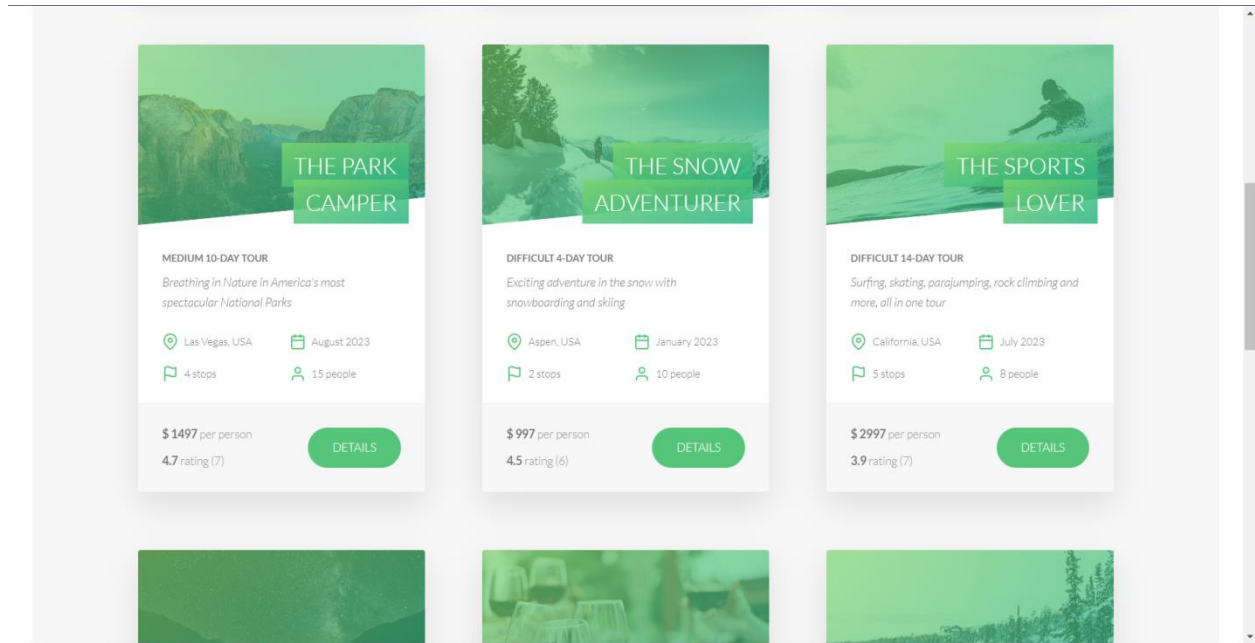 THE PARK
CAMPER
MEDIUM 10-DAY TOUR
Breathing in Nature in America's most
spectacular National Parks
Las Vegas, USA
August 2023
4 stops
15 people
$ 1497 per person
4.7 rating (7)
DETAILS
THE SNOW
ADVENTURER
DIFFICULT 4-DAY TOUR
Exciting adventure in the snow with
snowboarding and skiing
Aspen, USA
January 2023
2 stops
10 people
$ 997 per person
4.5 rating (6)
DETAILS
THE SPORTS
LOVER
DIFFICULT 14-DAY TOUR
Surfing, skating, parajumping, rock climbing and
more, all in one tour
California, USA
July 2023
5 stops
8 people
$ 2997 per person
3.9 rating (7)
DETAILS